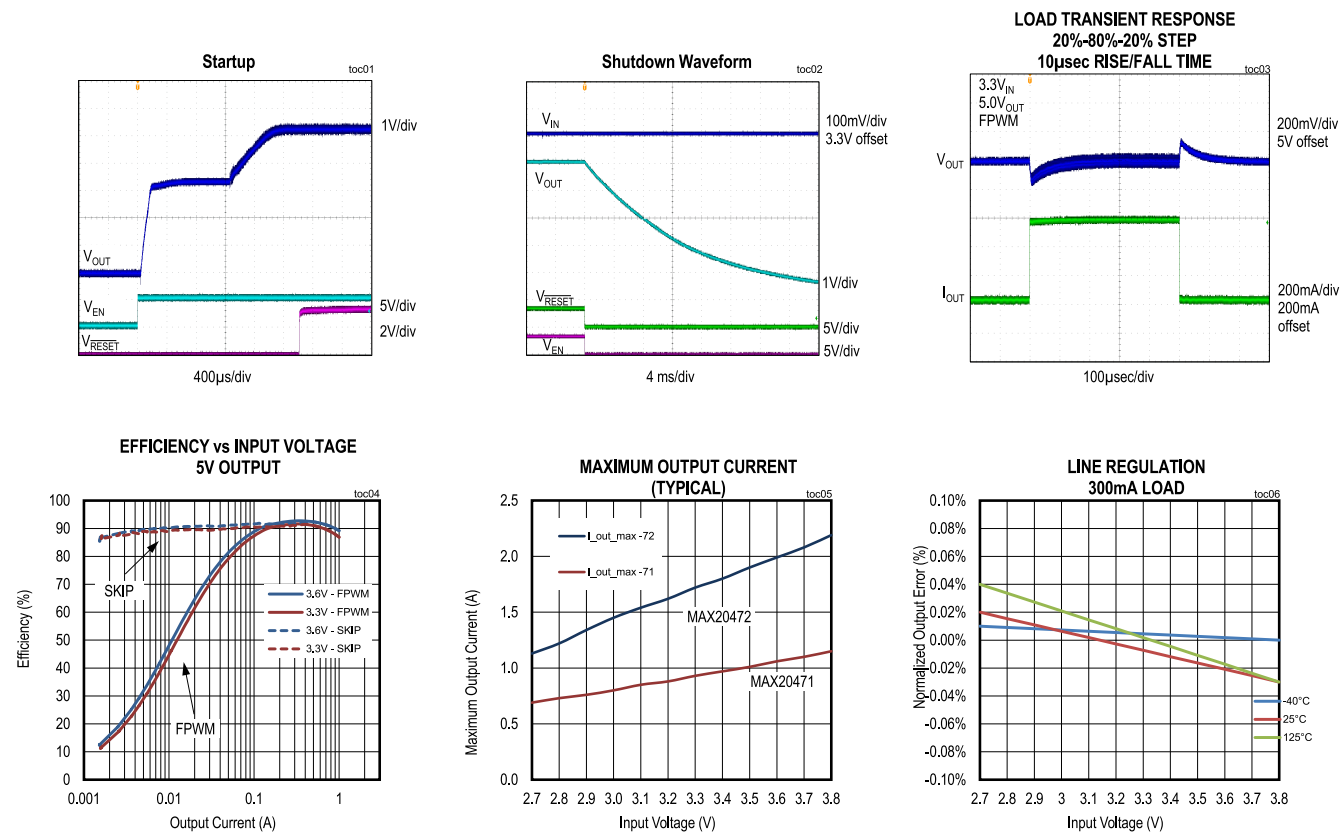 Startup
toc01
1V/div
VOUT
VEN
5V/div
VRESET
2V/div
400µs/div
Shutdown Waveform
toc02
VIN
100mV/div
3.3V offset
VOUT
1V/div
VRESET
5V/div
VEN
5V/div
4 ms/div
LOAD TRANSIENT RESPONSE
20%-80%-20% STEP
10µsec RISE/FALL TIME
toc03
3.3VIN
5.0VOUT
FPWM
200mV/div
5V offset
VOUT
IOUT
200mA/div
200mA
offset
100µsec/div
EFFICIENCY vs INPUT VOLTAGE
5V OUTPUT
toc04
Efficiency (%)
100
90
80
70
60
50
40
30
20
10
0
SKIP
3.6V - FPWM
3.3V - FPWM
3.6V - SKIP
3.3V - SKIP
FPWM
0.001 0.01 0.1 1
Output Current (A)
MAXIMUM OUTPUT CURRENT
(TYPICAL)
toc05
Maximum Output Current (A)
2.5
2.0
1.5
1.0
0.5
0.0
I_out_max -72
I_out_max -71
MAX20472
MAX20471
2.7 2.8 2.9 3.0 3.1 3.2 3.3 3.4 3.5 3.6 3.7 3.8
Input Voltage (V)
LINE REGULATION
300mA LOAD
toc06
Normalized Output Error (%)
0.10%
0.08%
0.06%
0.04%
0.02%
0.00%
-0.02%
-0.04%
-0.06%
-0.08%
-0.10%
-40°C
25°C
125°C
2.7 2.8 2.9 3 3.1 3.2 3.3 3.4 3.5 3.6 3.7 3.8
Input Voltage (V)